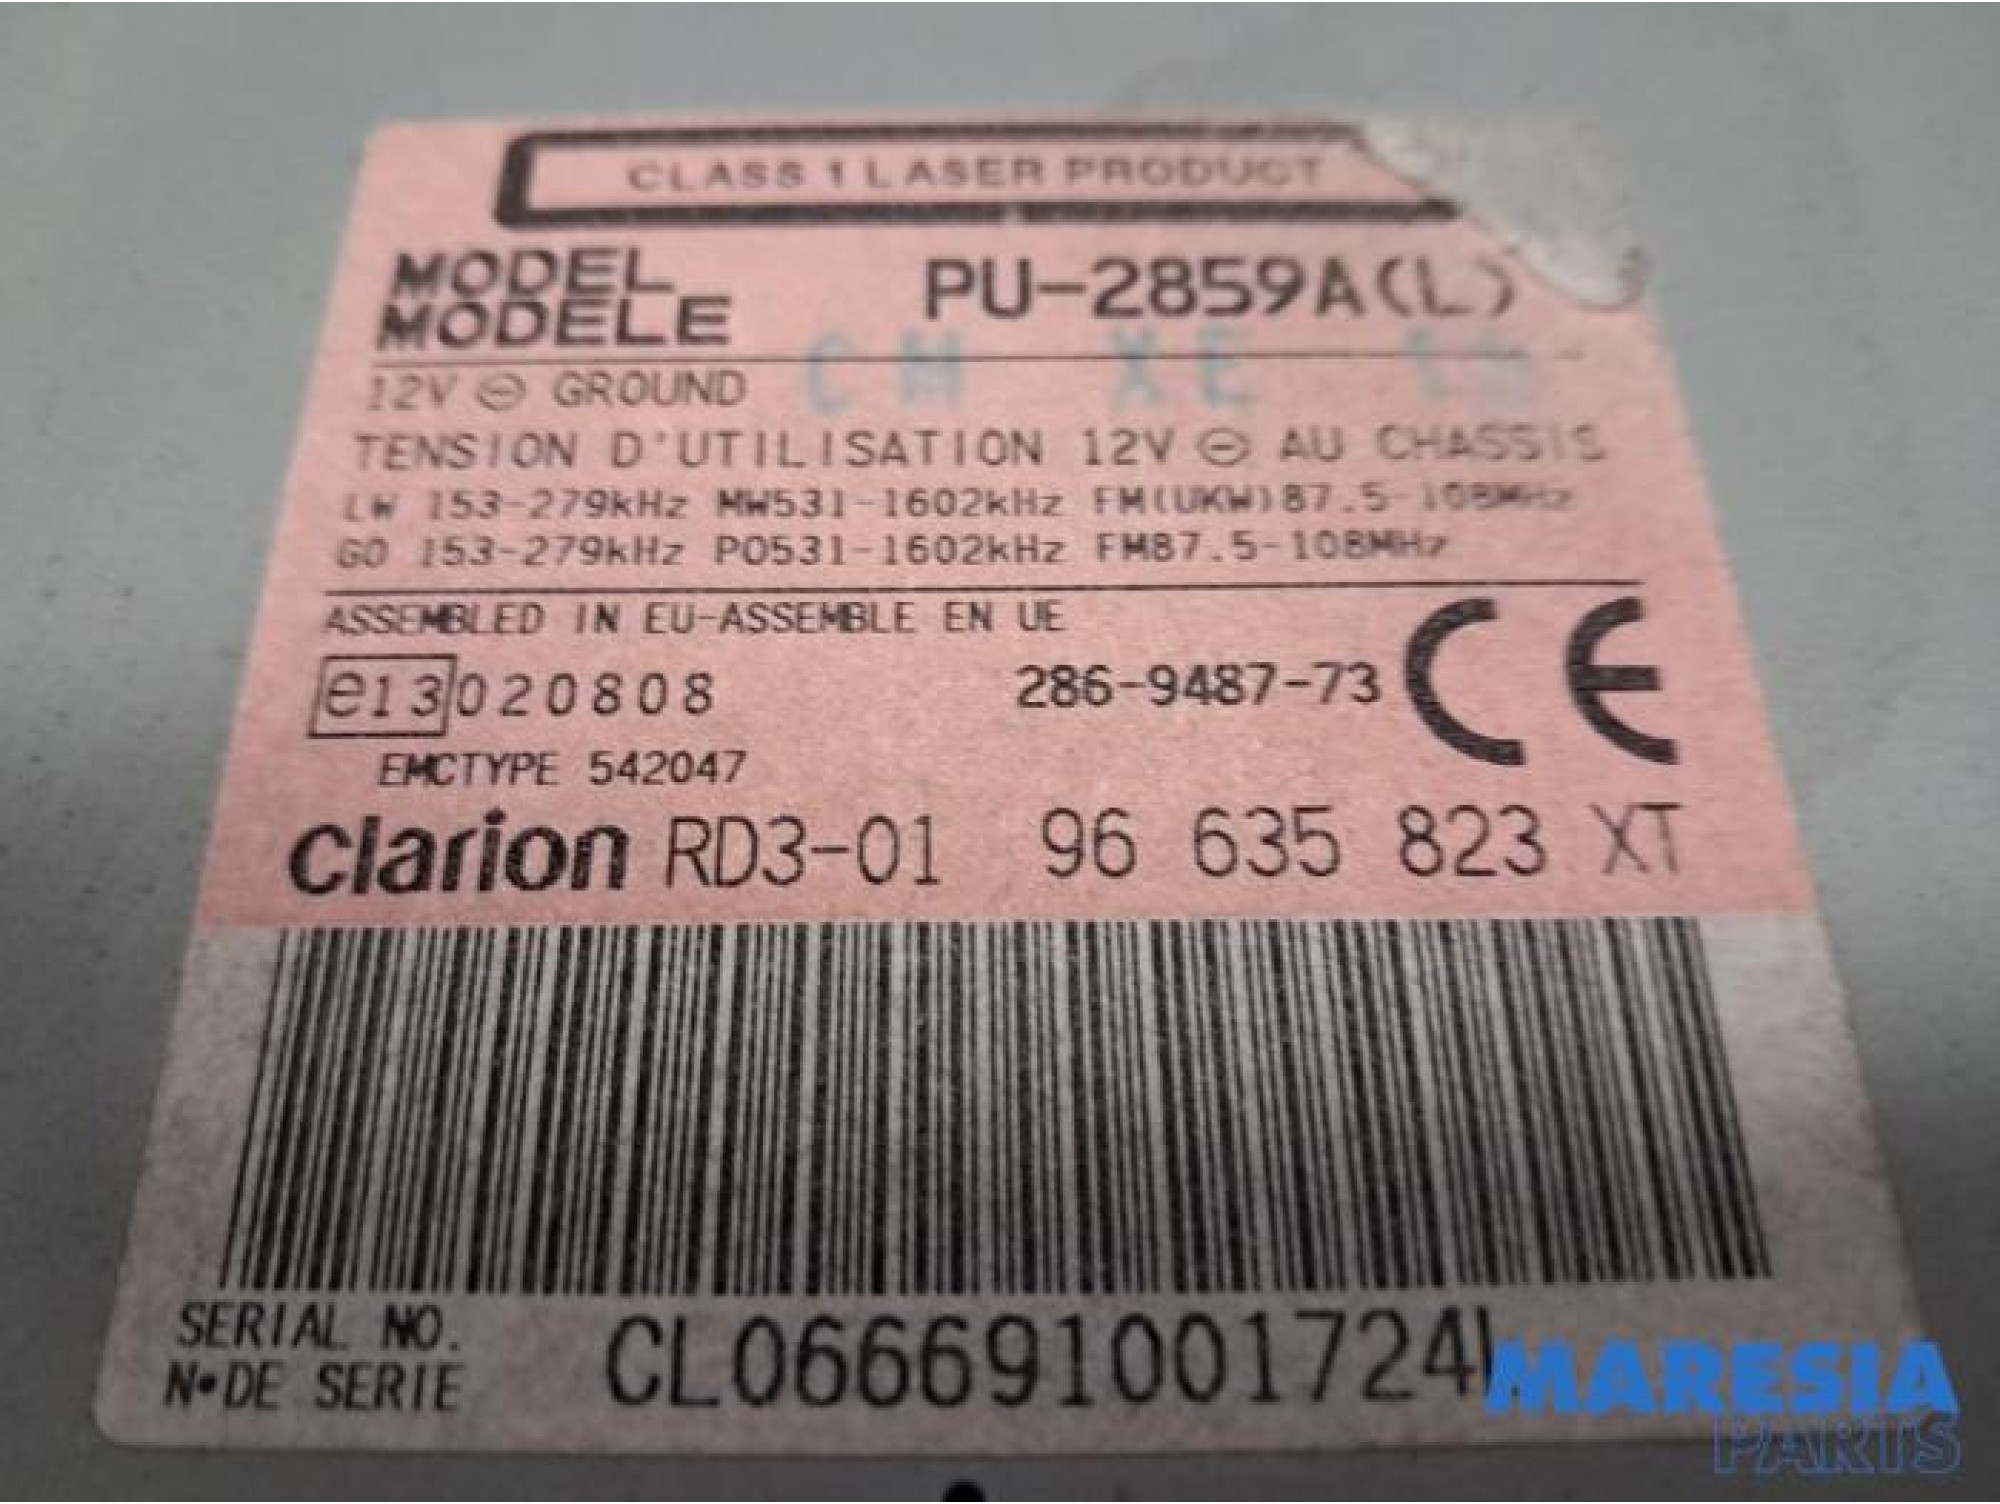 CLASS 1 LASER PRODUCT
MODEL PU-2859A(L)
MODELE
CM XE
12V ⊖ GROUND
TENSION D'UTILISATION 12V ⊖ AU CHASSIS
LW 153-279kHz MW531-1602kHz FM(UKW)87.5-108MHz
GO 153-279kHz PO531-1602kHz FM87.5-108MHz
ASSEMBLED IN EU-ASSEMBLE EN UE
e13 020808 286-9487-73 CE
EMCTYPE 542047
clarion RD3-01 96 635 823 XT
SERIAL NO.
N•DE SERIE
CL066691001724
MARESIA
PARTS